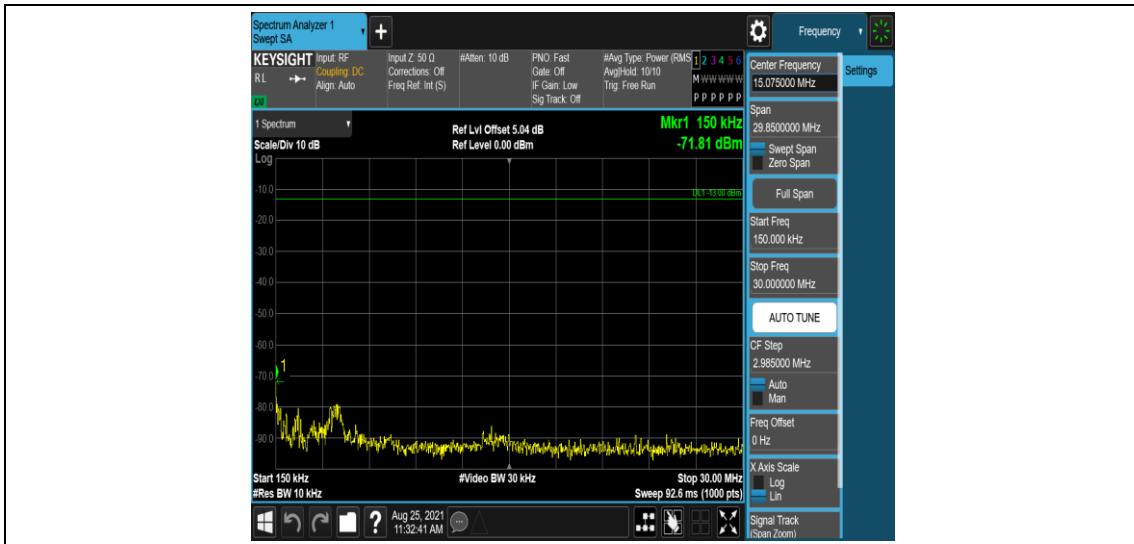 Spectrum Analyzer 1
Swept SA
+
Frequency
KEYSIGHT
RL
LXI
Input: RF
Coupling: DC
Align: Auto
Input Z: 50 Ω
Corrections: Off
Freq Ref: Int (S)
#Atten: 10 dB
PNO: Fast
Gate: Off
IF Gain: Low
Sig Track: Off
#Avg Type: Power (RMS
Avg|Hold: 10/10
Trig: Free Run
1 2 3 4 5 6
M W W W W W
P P P P P P
1 Spectrum
Scale/Div 10 dB
Log
Ref Lvl Offset 5.04 dB
Ref Level 0.00 dBm
Mkr1 150 kHz
-71.81 dBm
DL1 -13.00 dBm
-10.0
-20.0
-30.0
-40.0
-50.0
-60.0
1
-70.0
-80.0
-90.0
Start 150 kHz
#Video BW 30 kHz
Stop 30.00 MHz
#Res BW 10 kHz
Sweep 92.6 ms (1000 pts)
?
Aug 25, 2021
11:32:41 AM
Center Frequency
15.075000 MHz
Settings
Span
29.8500000 MHz
Swept Span
Zero Span
Full Span
Start Freq
150.000 kHz
Stop Freq
30.000000 MHz
AUTO TUNE
CF Step
2.985000 MHz
Auto
Man
Freq Offset
0 Hz
X Axis Scale
Log
Lin
Signal Track
(Span Zoom)